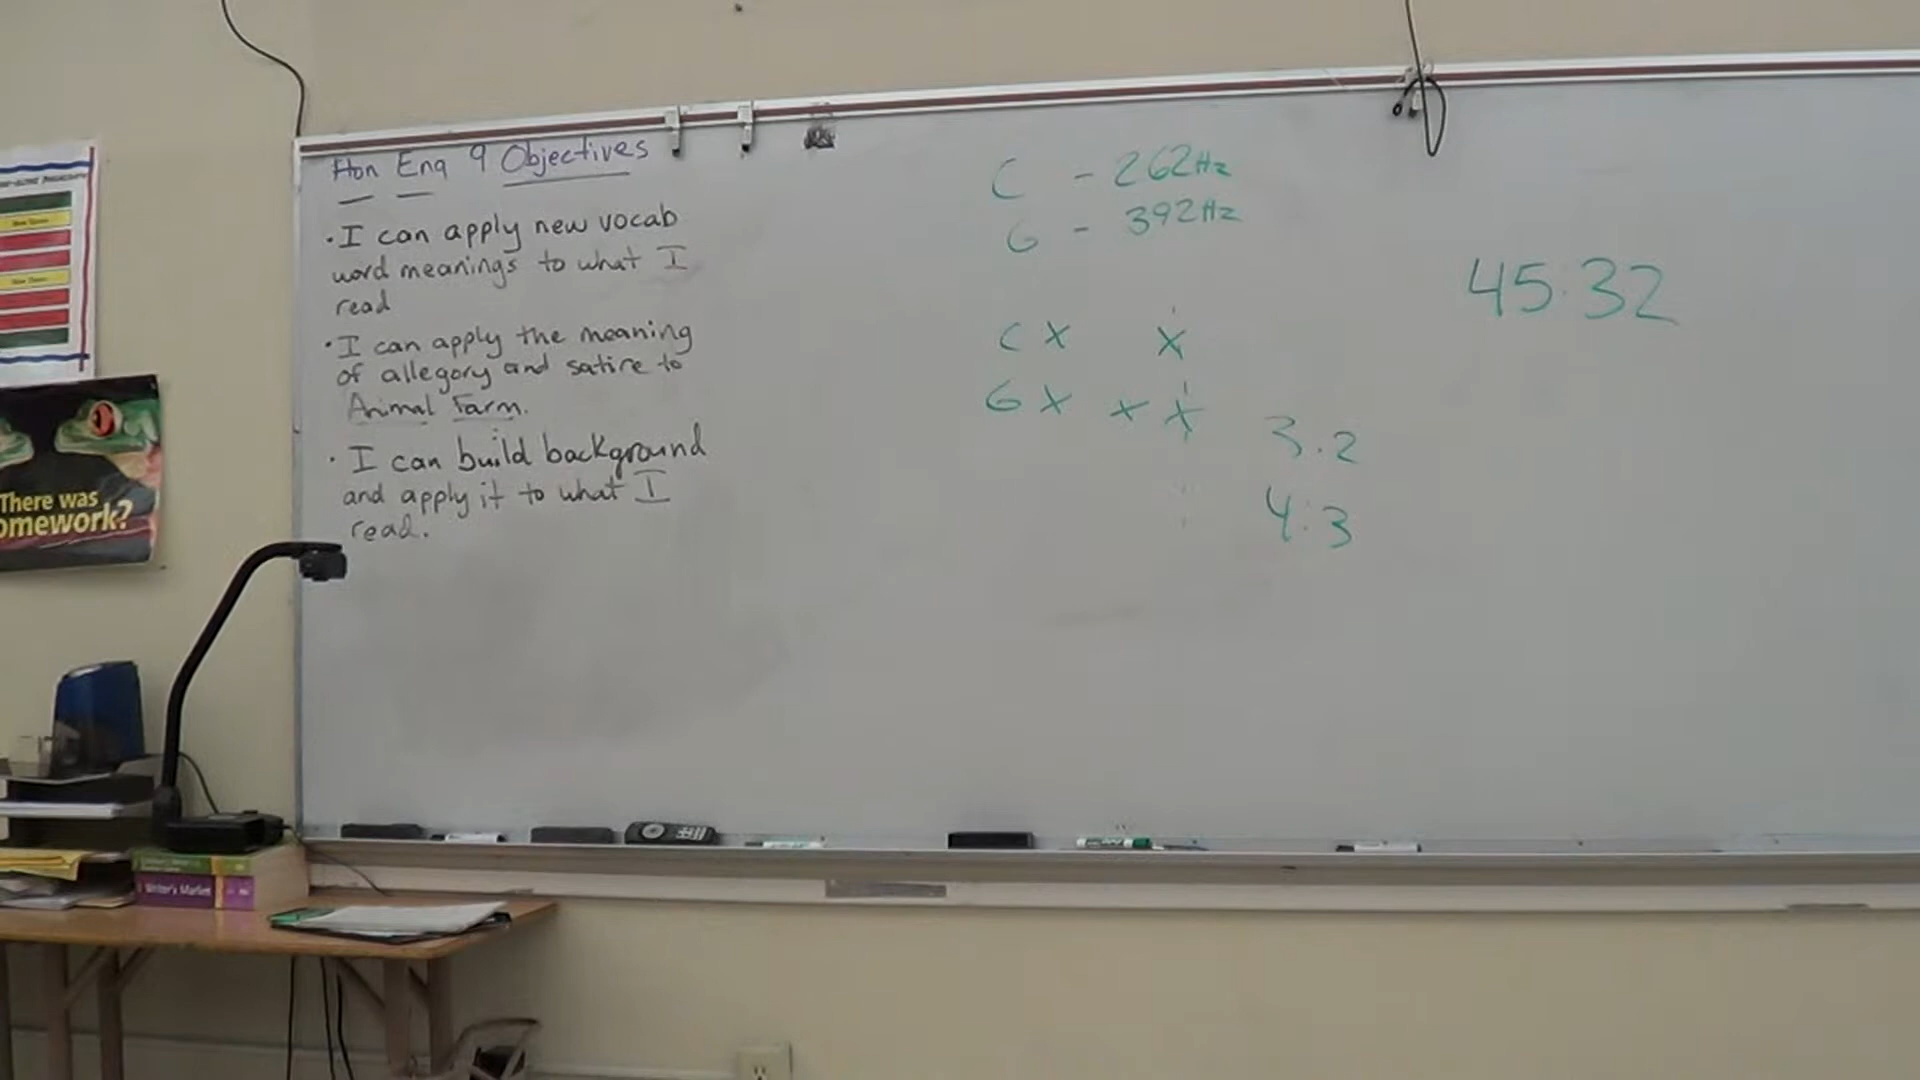 Hon Eng 9 Objectives
· I can apply new vocab
word meanings to what I
read
· I can apply the meaning
of allegory and satire to
Animal Farm.
· I can build background
and apply it to what I
read.
C - 262Hz
G - 392Hz
C X X
G X X X
3:2
4:3
45:32
There was
omework?
Writer's Market